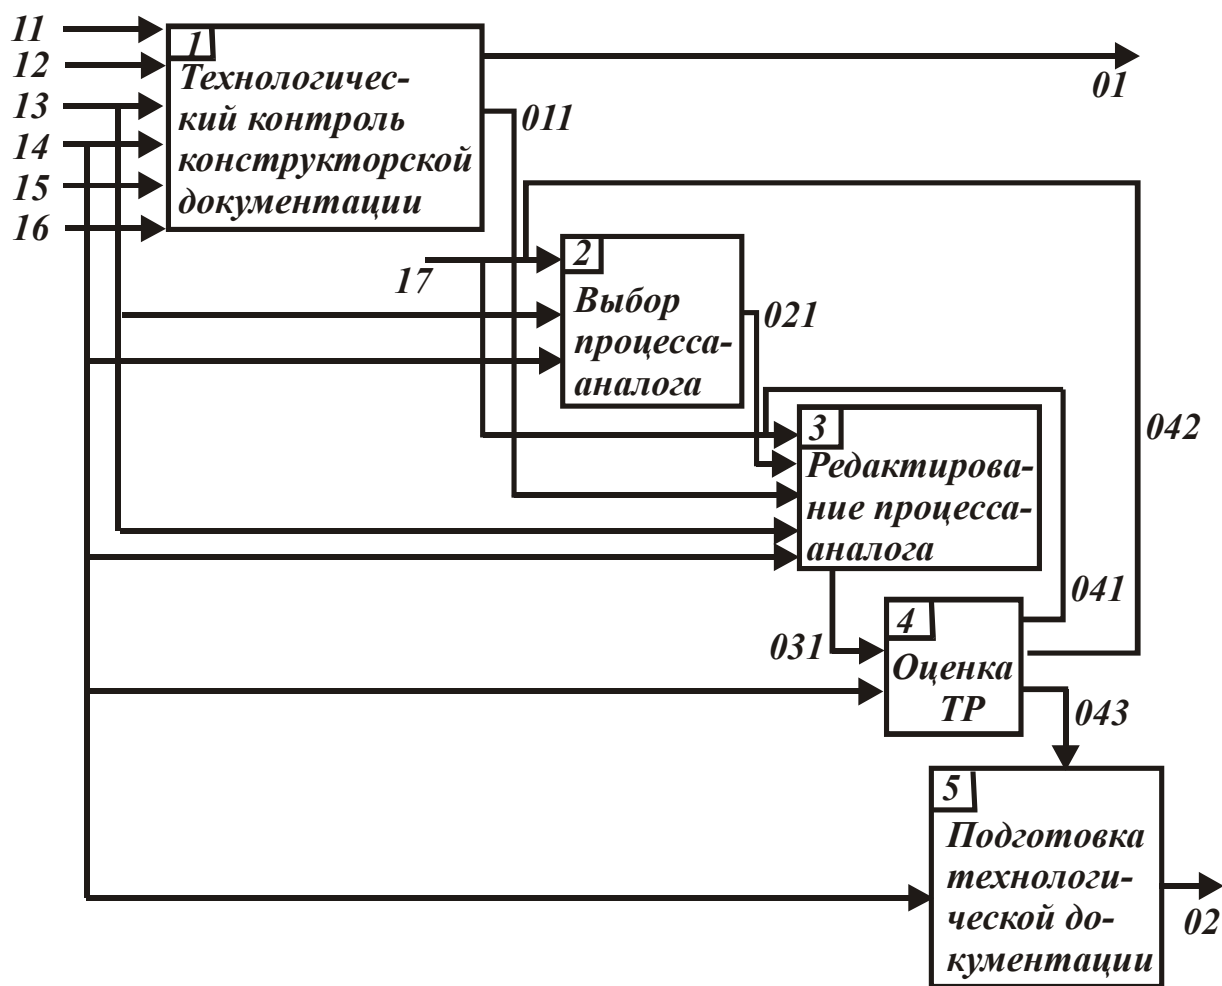 11
12
13
14
15
16
1
Технологичес-
кий контроль
конструкторской
документации
01
011
17
2
Выбор
процесса-
аналога
021
042
3
Редактирова-
ние процесса-
аналога
041
031
4
Оценка
ТР
043
5
Подготовка
технологи-
ческой до-
кументации
02